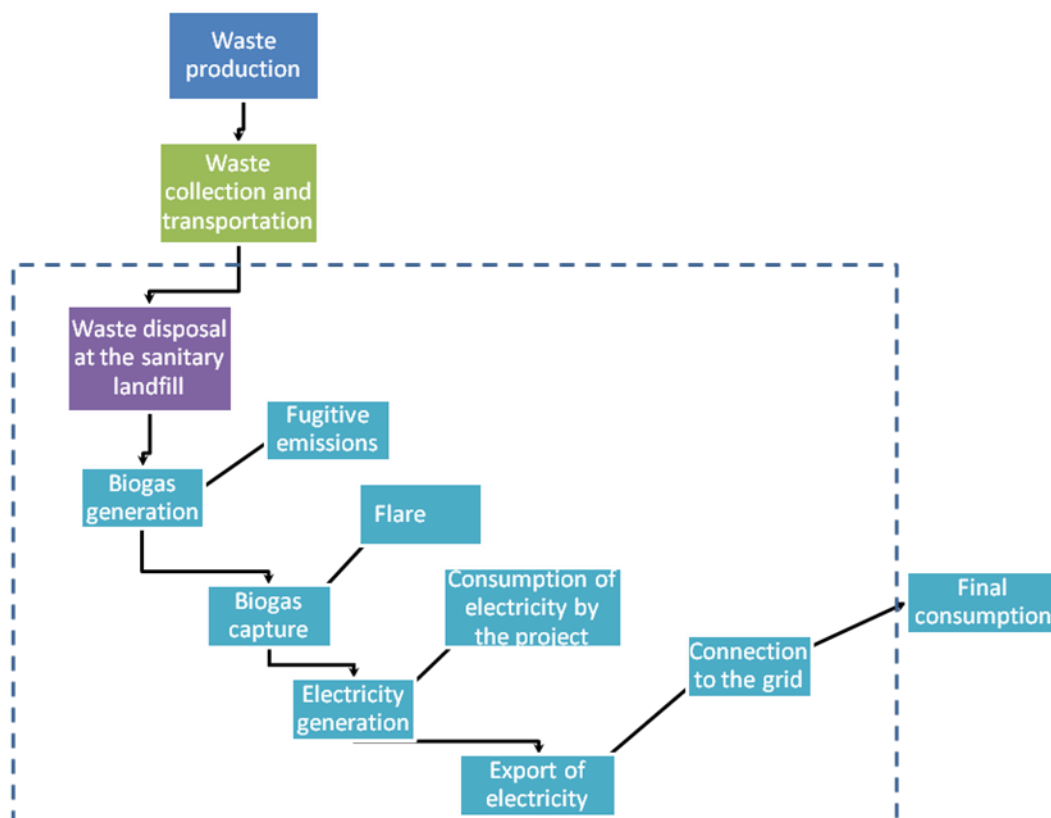 Waste
production
Waste
collection and
transportation
Waste disposal
at the sanitary
landfill
Fugitive
emissions
Biogas
generation
Flare
Biogas
capture
Consumption of
electricity by
the project
Final
consumption
Connection
to the grid
Electricity
generation
Export of
electricity